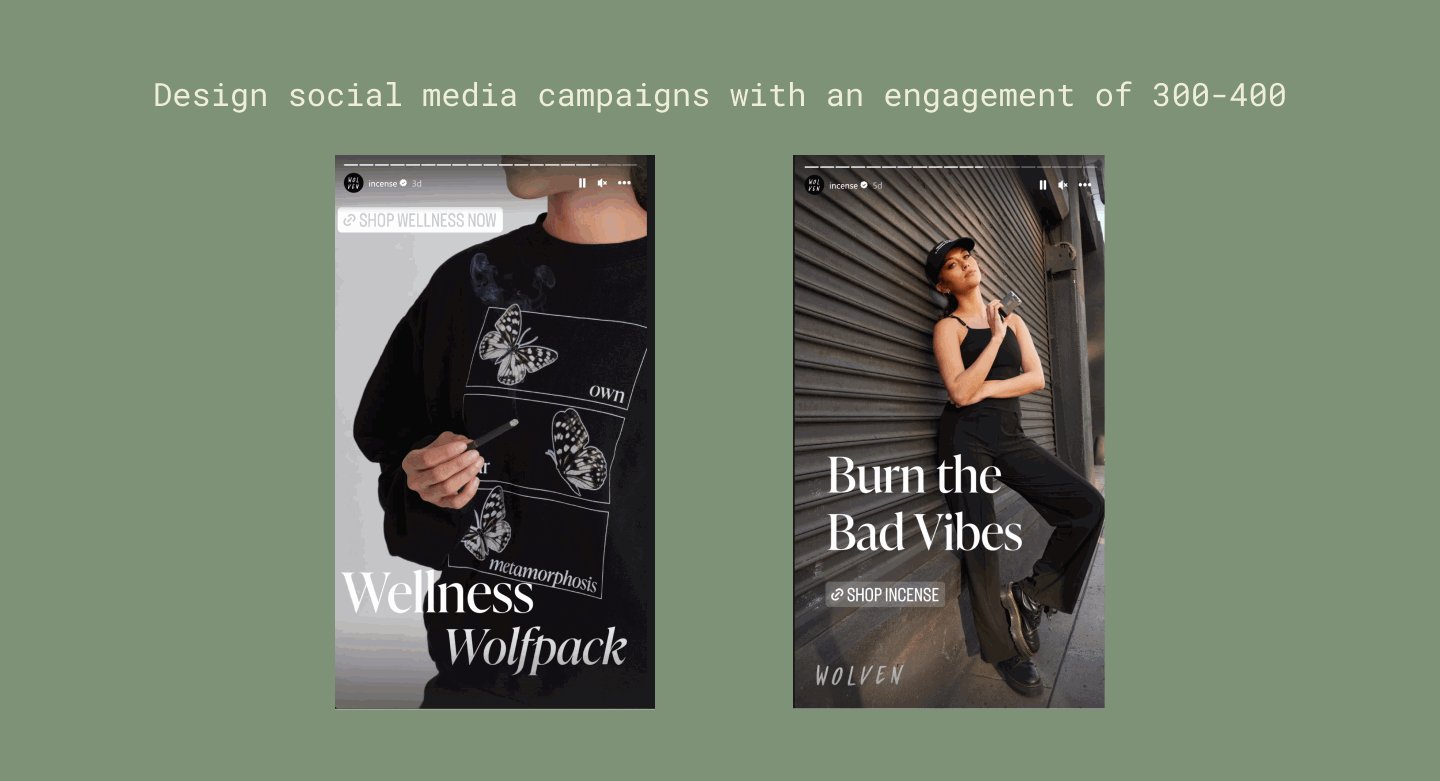 Design social media campaigns with an engagement of 300-400
WOL
VEN
incense 3d
SHOP WELLNESS NOW
own
metamorphosis
Wellness
Wolfpack
WOL
VEN
incense 5d
Burn the
Bad Vibes
SHOP INCENSE
WOLVEN